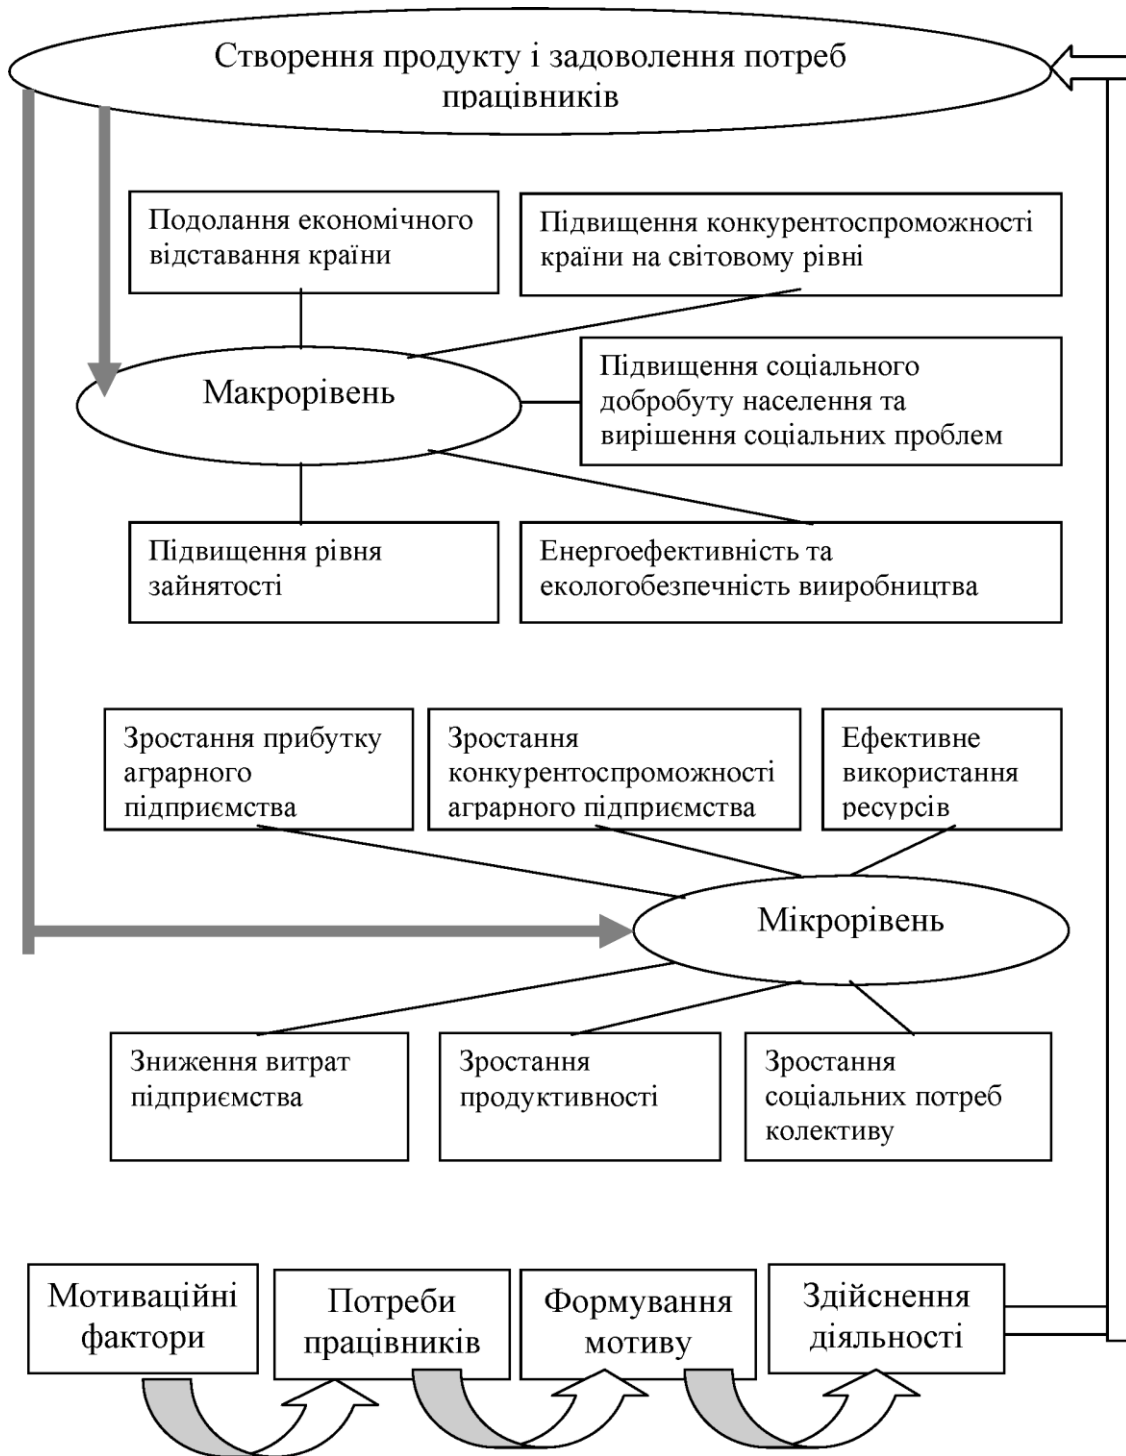 Створення продукту і задоволення потреб
працівників
Подолання економічного
відставання країни
Підвищення конкурентоспроможності
країни на світовому рівні
Макрорівень
Підвищення соціального
добробуту населення та
вирішення соціальних проблем
Підвищення рівня
зайнятості
Енергоефективність та
екологобезпечність вииробництва
Зростання прибутку
аграрного
підприємства
Зростання
конкурентоспроможності
аграрного підприємства
Ефективне
використання
ресурсів
Мікрорівень
Зниження витрат
підприємства
Зростання
продуктивності
Зростання
соціальних потреб
колективу
Мотиваційні
фактори
Потреби
працівників
Формування
мотиву
Здійснення
діяльності